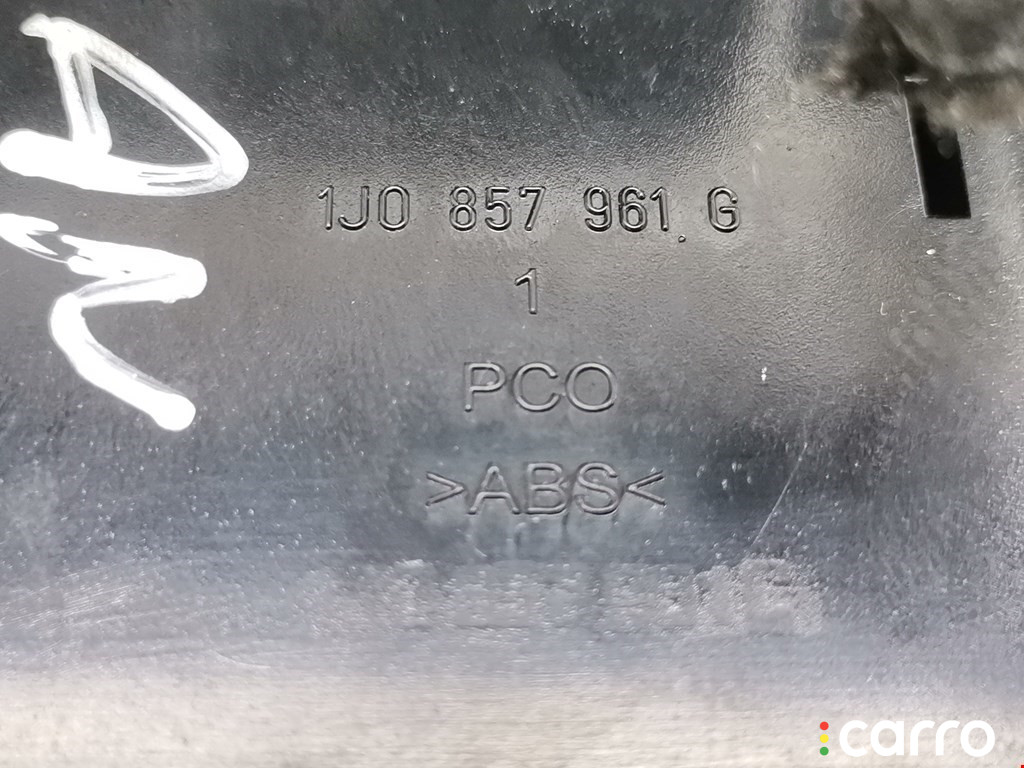 1J0 857 961 G
1
PCO
>ABS<
carro